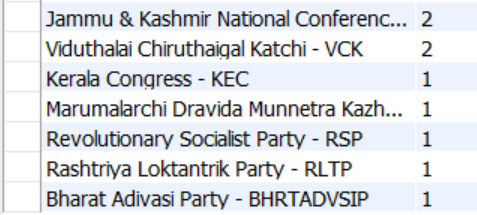 Jammu & Kashmir National Conferenc... 2
Viduthalai Chiruthaigal Katchi - VCK 2
Kerala Congress - KEC 1
Marumalarchi Dravida Munnetra Kazh... 1
Revolutionary Socialist Party - RSP 1
Rashtriya Loktantrik Party - RLTP 1
Bharat Adivasi Party - BHRTADVSIP 1